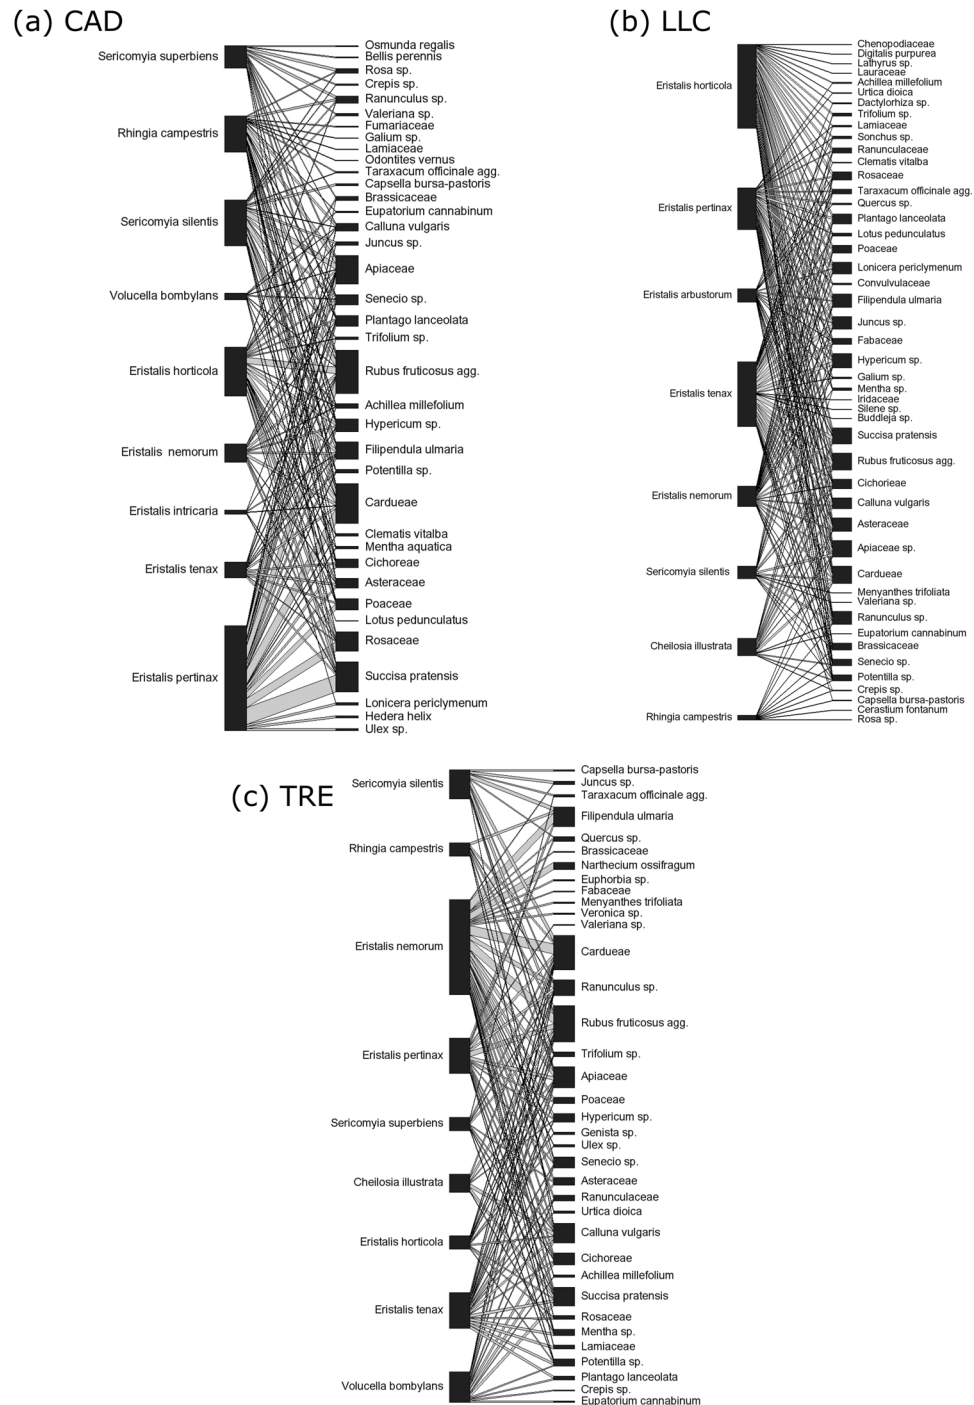 (a) CAD
Sericomyia superbiens
Rhingia campestris
Sericomyia silentis
Volucella bombylans
Eristalis horticola
Eristalis nemorum
Eristalis intricaria
Eristalis tenax
Eristalis pertinax
Osmunda regalis
Bellis perennis
Rosa sp.
Crepis sp.
Ranunculus sp.
Valeriana sp.
Fumariaceae
Galium sp.
Lamiaceae
Odontites vernus
Taraxacum officinale agg.
Capsella bursa-pastoris
Brassicaceae
Eupatorium cannabinum
Calluna vulgaris
Juncus sp.
Apiaceae
Senecio sp.
Plantago lanceolata
Trifolium sp.
Rubus fruticosus agg.
Achillea millefolium
Hypericum sp.
Filipendula ulmaria
Potentilla sp.
Cardueae
Clematis vitalba
Mentha aquatica
Cichoreae
Asteraceae
Poaceae
Lotus pedunculatus
Rosaceae
Succisa pratensis
Lonicera periclymenum
Hedera helix
Ulex sp.
(b) LLC
Eristalis horticola
Eristalis pertinax
Eristalis arbustorum
Eristalis tenax
Eristalis nemorum
Sericomyia silentis
Cheilosia illustrata
Rhingia campestris
Chenopodiaceae
Digitalis purpurea
Lathyrus sp.
Lauraceae
Achillea millefolium
Urtica dioica
Dactylorhiza sp.
Trifolium sp.
Lamiaceae
Sonchus sp.
Ranunculaceae
Clematis vitalba
Rosaceae
Taraxacum officinale agg.
Quercus sp.
Plantago lanceolata
Lotus pedunculatus
Poaceae
Lonicera periclymenum
Convulvulaceae
Filipendula ulmaria
Juncus sp.
Fabaceae
Hypericum sp.
Galium sp.
Mentha sp.
Iridaceae
Silene sp.
Buddleja sp.
Succisa pratensis
Rubus fruticosus agg.
Cichorieae
Calluna vulgaris
Asteraceae
Apiaceae sp.
Cardueae
Menyanthes trifoliata
Valeriana sp.
Ranunculus sp.
Eupatorium cannabinum
Brassicaceae
Senecio sp.
Potentilla sp.
Crepis sp.
Capsella bursa-pastoris
Cerastium fontanum
Rosa sp.
(c) TRE
Sericomyia silentis
Rhingia campestris
Eristalis nemorum
Eristalis pertinax
Sericomyia superbiens
Cheilosia illustrata
Eristalis horticola
Eristalis tenax
Volucella bombylans
Capsella bursa-pastoris
Juncus sp.
Taraxacum officinale agg.
Filipendula ulmaria
Quercus sp.
Brassicaceae
Narthecium ossifragum
Euphorbia sp.
Fabaceae
Menyanthes trifoliata
Veronica sp.
Valeriana sp.
Cardueae
Ranunculus sp.
Rubus fruticosus agg.
Trifolium sp.
Apiaceae
Poaceae
Hypericum sp.
Genista sp.
Ulex sp.
Senecio sp.
Asteraceae
Ranunculaceae
Urtica dioica
Calluna vulgaris
Cichoreae
Achillea millefolium
Succisa pratensis
Rosaceae
Mentha sp.
Lamiaceae
Potentilla sp.
Plantago lanceolata
Crepis sp.
Eupatorium cannabinum